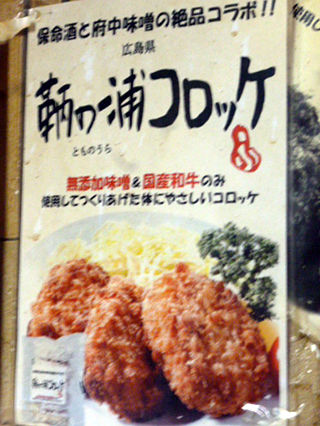 保命酒と府中味噌の絶品コラボ!!
広島県
鞆の浦コロッケ
とものうら
無添加味噌&国産和牛のみ
使用してつくりあげた体にやさしいコロッケ
使用し